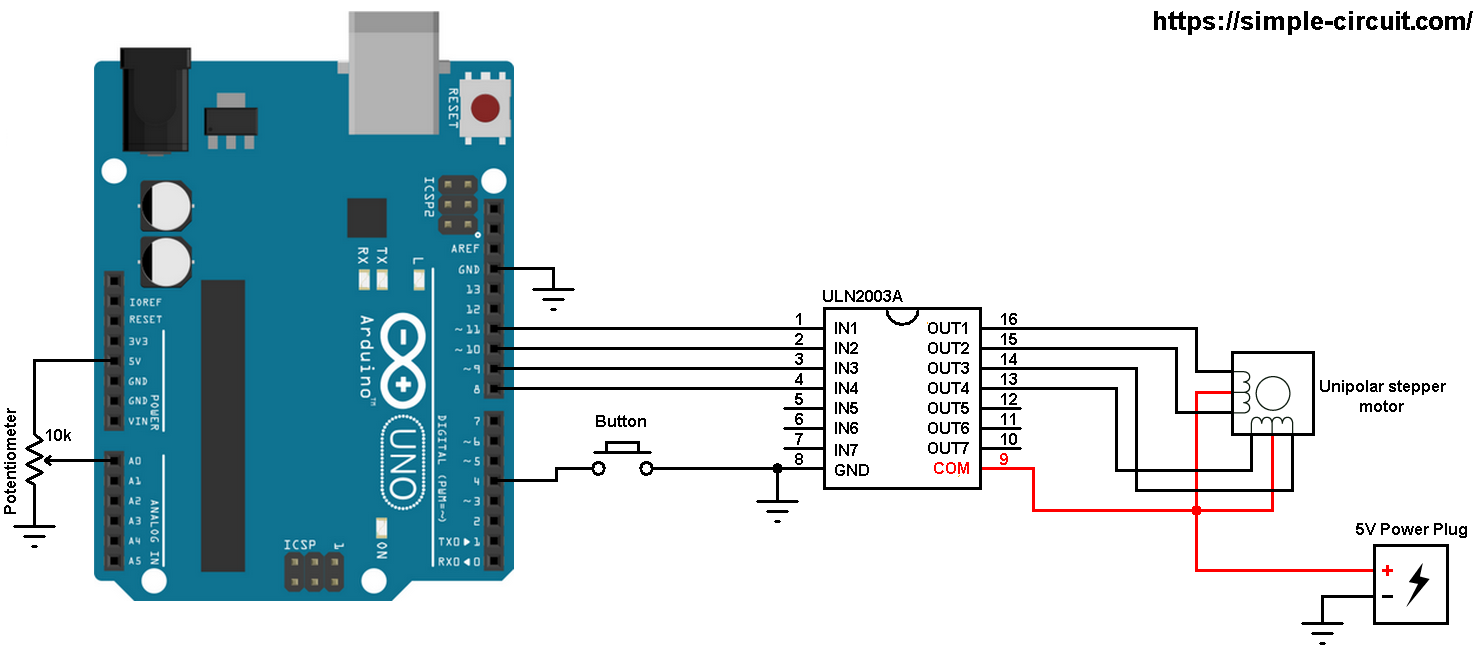 https://simple-circuit.com/
RESET
ICSP2
AREF
GND
13
12
~11
~10
~9
8
RX
TX
L
Arduino™
UNO
IOREF
RESET
3V3
5V
GND
GND
VIN
POWER
A0
A1
A2
A3
A4
A5
ANALOG IN
7
~6
~5
4
~3
2
TXO▶1
RXO◀0
DIGITAL (PWM=~)
ICSP
1
ON
Potentiometer
10k
Button
ULN2003A
1 IN1 OUT1 16
2 IN2 OUT2 15
3 IN3 OUT3 14
4 IN4 OUT4 13
5 IN5 OUT5 12
6 IN6 OUT6 11
7 IN7 OUT7 10
8 GND COM 9
Unipolar stepper
motor
5V Power Plug
+
-